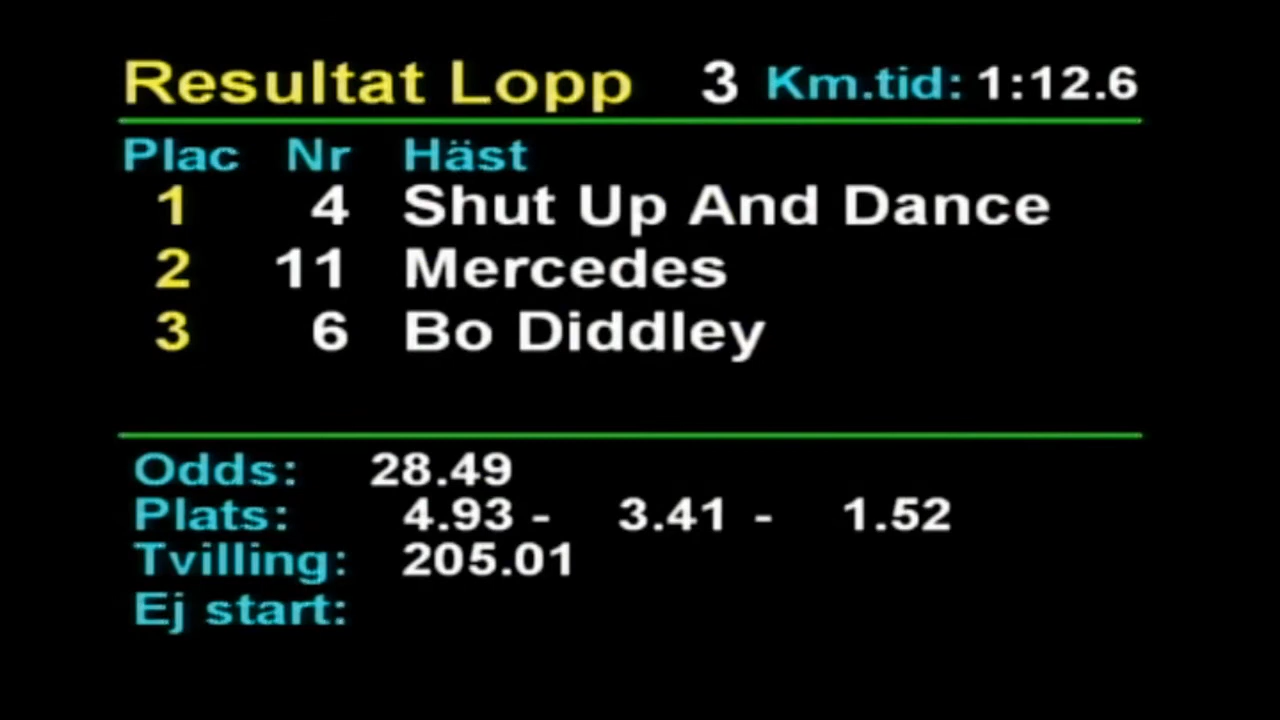 Resultat Lopp 3 Km.tid: 1:12.6
Plac Nr Häst
1 4 Shut Up And Dance
2 11 Mercedes
3 6 Bo Diddley
Odds: 28.49
Plats: 4.93 - 3.41 - 1.52
Tvilling: 205.01
Ej start: